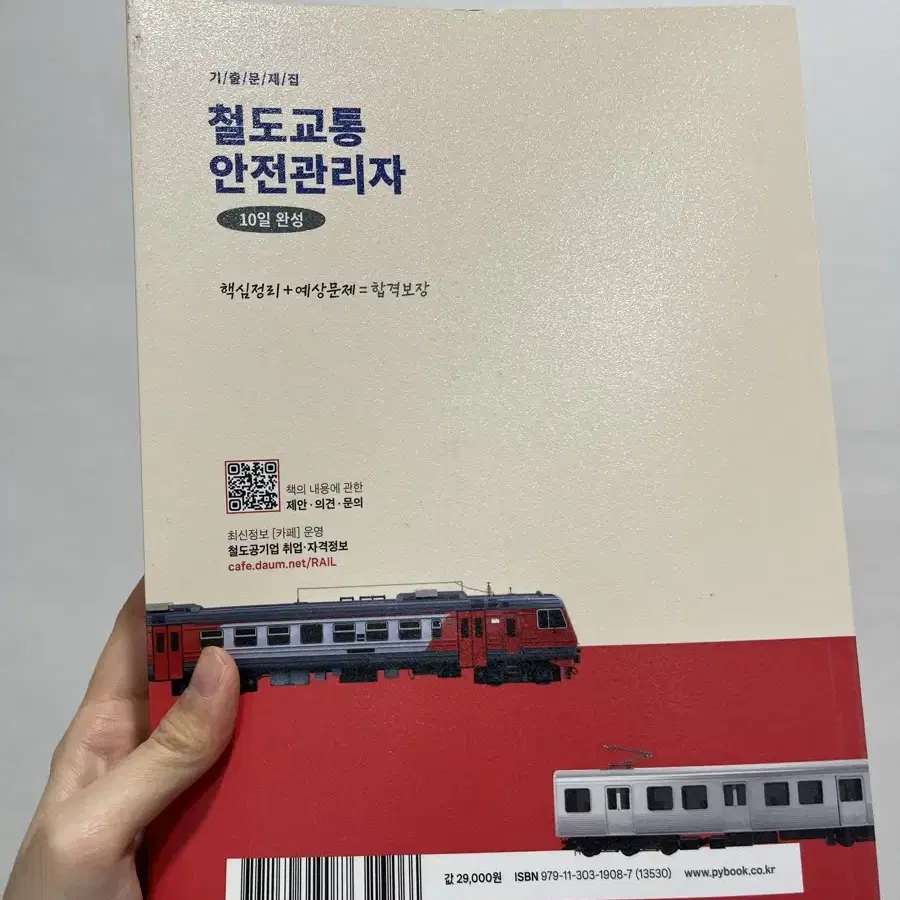 기/출/문/제/집
철도교통
안전관리자
10일 완성
핵심정리+예상문제=합격보장
책의 내용에 관한
제안·의견·문의
최신정보 [카페] 운영
철도공기업 취업·자격정보
cafe.daum.net/RAIL
값 29,000원 ISBN 979-11-303-1908-7 (13530) www.pybook.co.kr